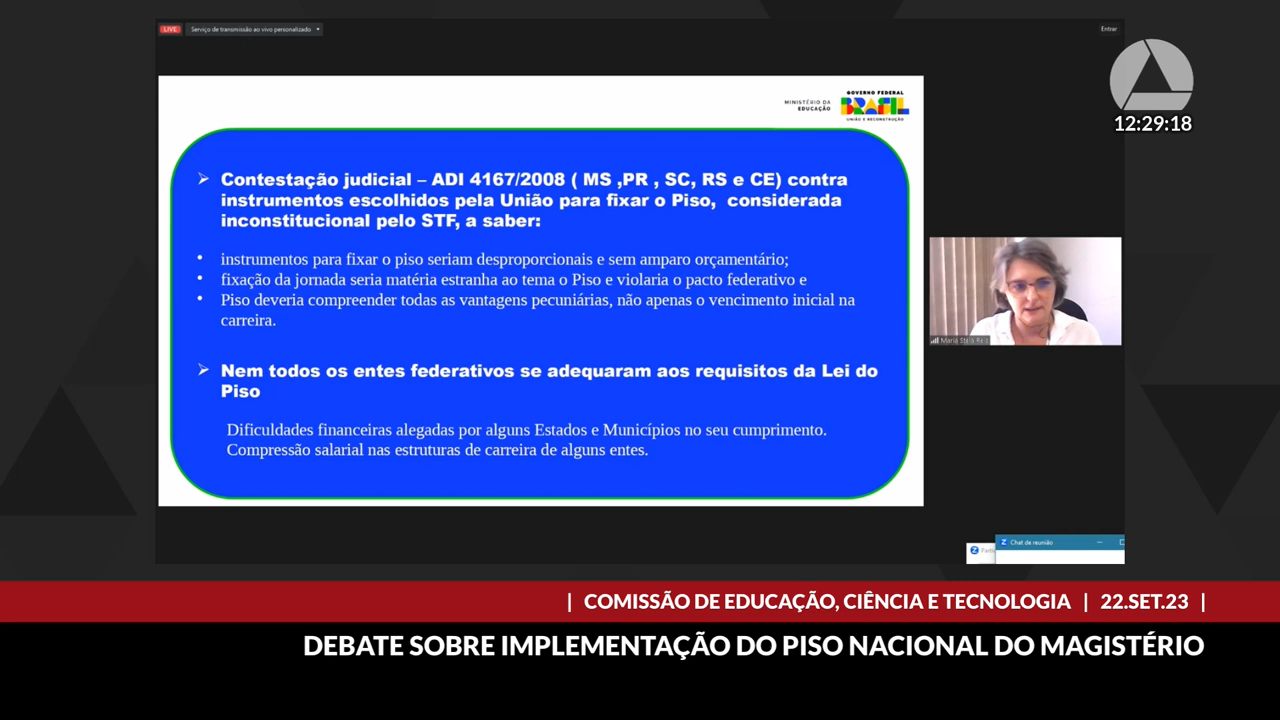 LIVE
Serviço de transmissão ao vivo personalizado
Entrar
12:29:18
MINISTÉRIO DA
EDUCAÇÃO
GOVERNO FEDERAL
BRASIL
UNIÃO E RECONSTRUÇÃO
➢ Contestação judicial – ADI 4167/2008 ( MS ,PR , SC, RS e CE) contra
instrumentos escolhidos pela União para fixar o Piso, considerada
inconstitucional pelo STF, a saber:
• instrumentos para fixar o piso seriam desproporcionais e sem amparo orçamentário;
• fixação da jornada seria matéria estranha ao tema o Piso e violaria o pacto federativo e
• Piso deveria compreender todas as vantagens pecuniárias, não apenas o vencimento inicial na
carreira.
➢ Nem todos os entes federativos se adequaram aos requisitos da Lei do
Piso
Dificuldades financeiras alegadas por alguns Estados e Municípios no seu cumprimento.
Compressão salarial nas estruturas de carreira de alguns entes.
Maria
Chat de reunião
| COMISSÃO DE EDUCAÇÃO, CIÊNCIA E TECNOLOGIA | 22.SET.23 |
DEBATE SOBRE IMPLEMENTAÇÃO DO PISO NACIONAL DO MAGISTÉRIO